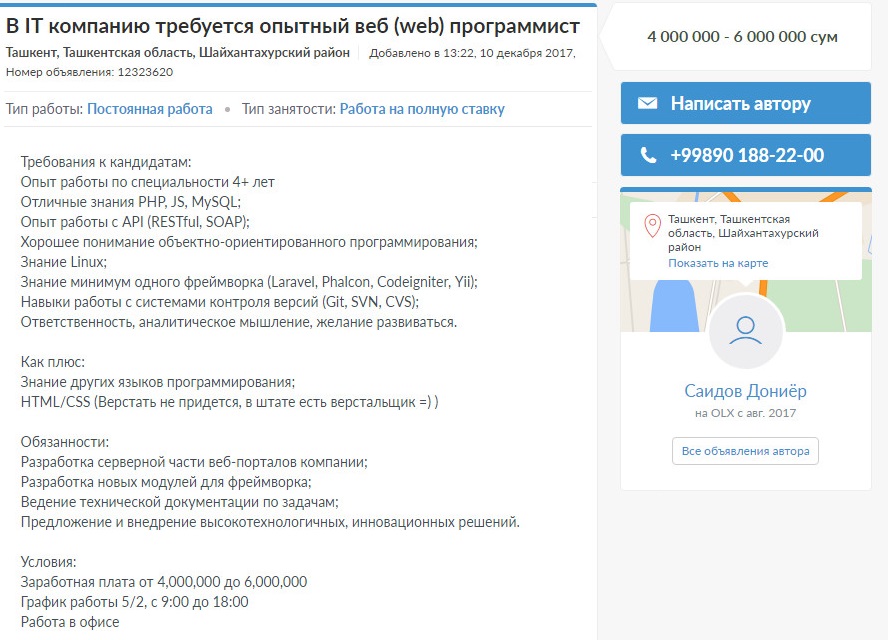 В IT компанию требуется опытный веб (web) программист
Ташкент, Ташкентская область, Шайхантахурский район Добавлено в 13:22, 10 декабря 2017,
Номер объявления: 12323620
Тип работы: Постоянная работа • Тип занятости: Работа на полную ставку
Требования к кандидатам:
Опыт работы по специальности 4+ лет
Отличные знания PHP, JS, MySQL;
Опыт работы с API (RESTful, SOAP);
Хорошее понимание объектно-ориентированного программирования;
Знание Linux;
Знание минимум одного фреймворка (Laravel, Phalcon, Codeigniter, Yii);
Навыки работы с системами контроля версий (Git, SVN, CVS);
Ответственность, аналитическое мышление, желание развиваться.
Как плюс:
Знание других языков программирования;
HTML/CSS (Верстать не придется, в штате есть верстальщик =) )
Обязанности:
Разработка серверной части веб-порталов компании;
Разработка новых модулей для фреймворка;
Ведение технической документации по задачам;
Предложение и внедрение высокотехнологичных, инновационных решений.
Условия:
Заработная плата от 4,000,000 до 6,000,000
График работы 5/2, с 9:00 до 18:00
Работа в офисе
4 000 000 - 6 000 000 сум
Написать автору
+99890 188-22-00
Ташкент, Ташкентская
область, Шайхантахурский
район
Показать на карте
Саидов Дониёр
на OLX с авг. 2017
Все объявления автора